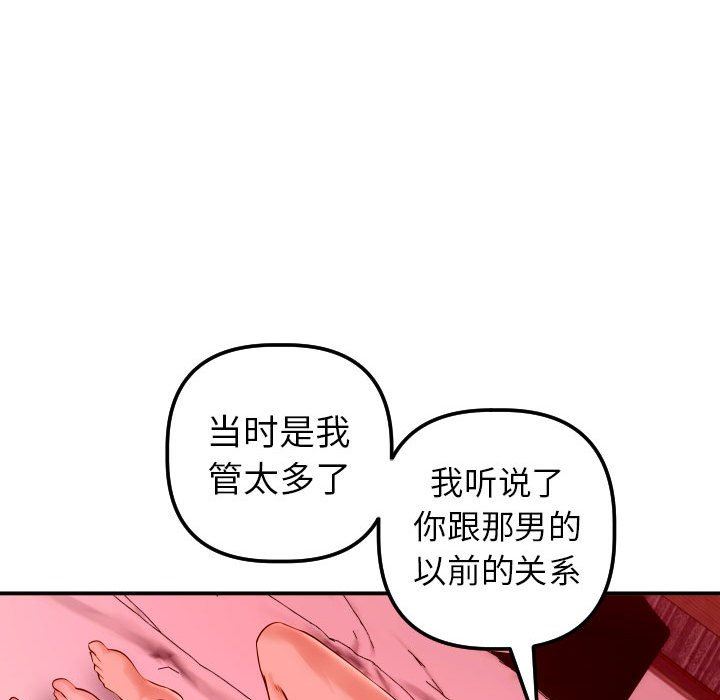 当时是我
管太多了
我听说了
你跟那男的
以前的关系